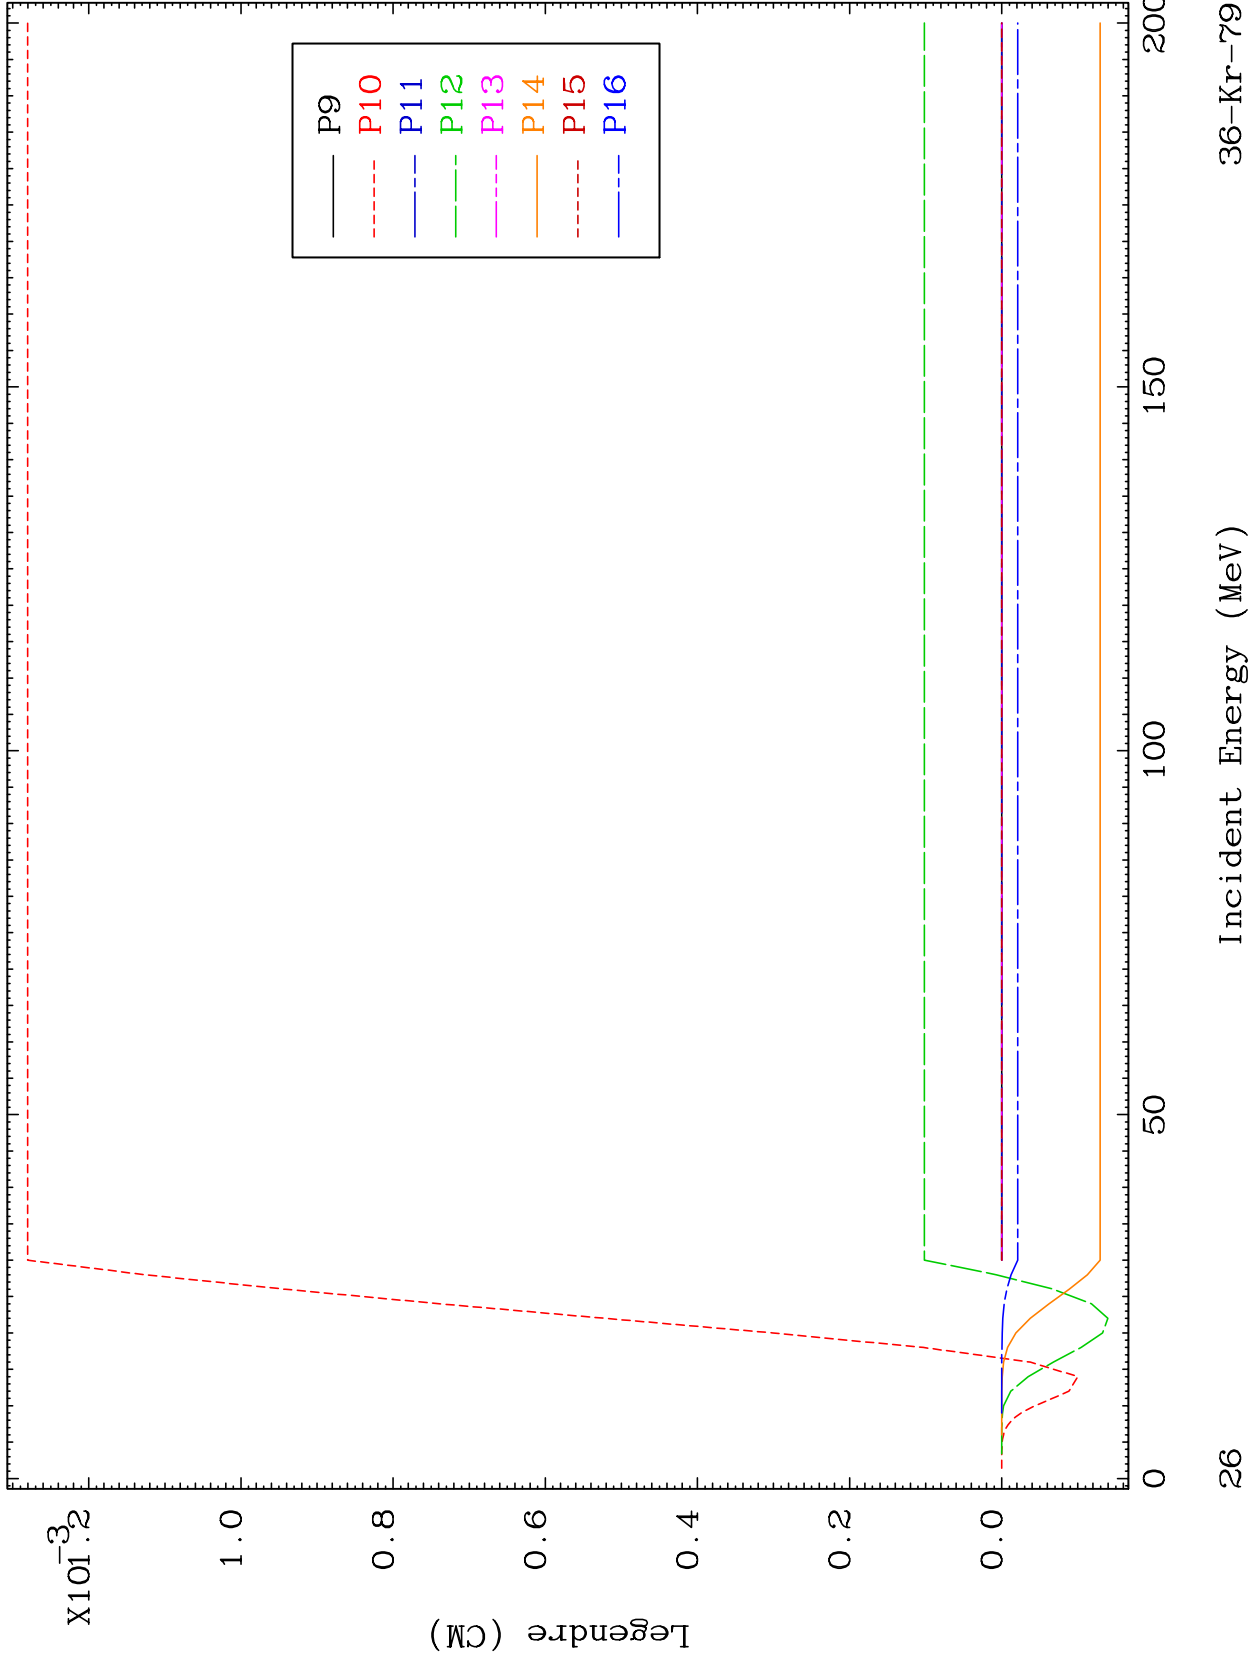 X10-3
1.2
1.0
0.8
0.6
0.4
0.2
0.0
Legendre (CM)
P9
P10
P11
P12
P13
P14
P15
P16
0
50
100
150
200
26
Incident Energy (MeV)
36-Kr-79